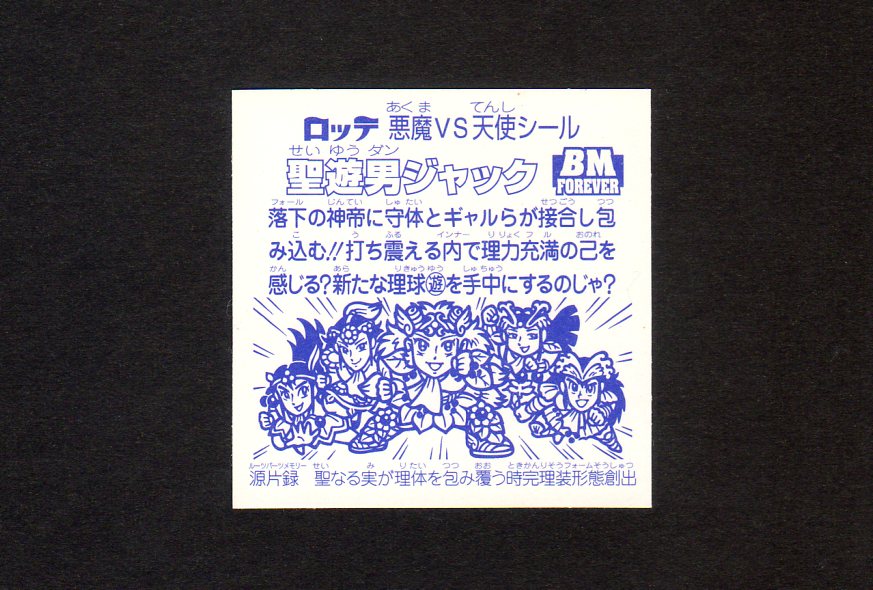 あくま てんし
ロッテ 悪魔VS天使シール
せいゆうダン
聖遊男ジャック BM FOREVER
フォール じんてい しゅたい せつごう つつ
落下の神帝に守体とギャルらが接合し包
こ う ふる インナー りりょくフル おのれ
み込む!!打ち震える内で理力充満の己を
かん あら りきゅうゆう しゅちゅう
感じる?新たな理球遊を手中にするのじゃ?
ルーツパーツメモリー せい み りたい つつ おお ときがんりそうフォームそうしゅつ
源片録 聖なる実が理体を包み覆う時完理装形態創出